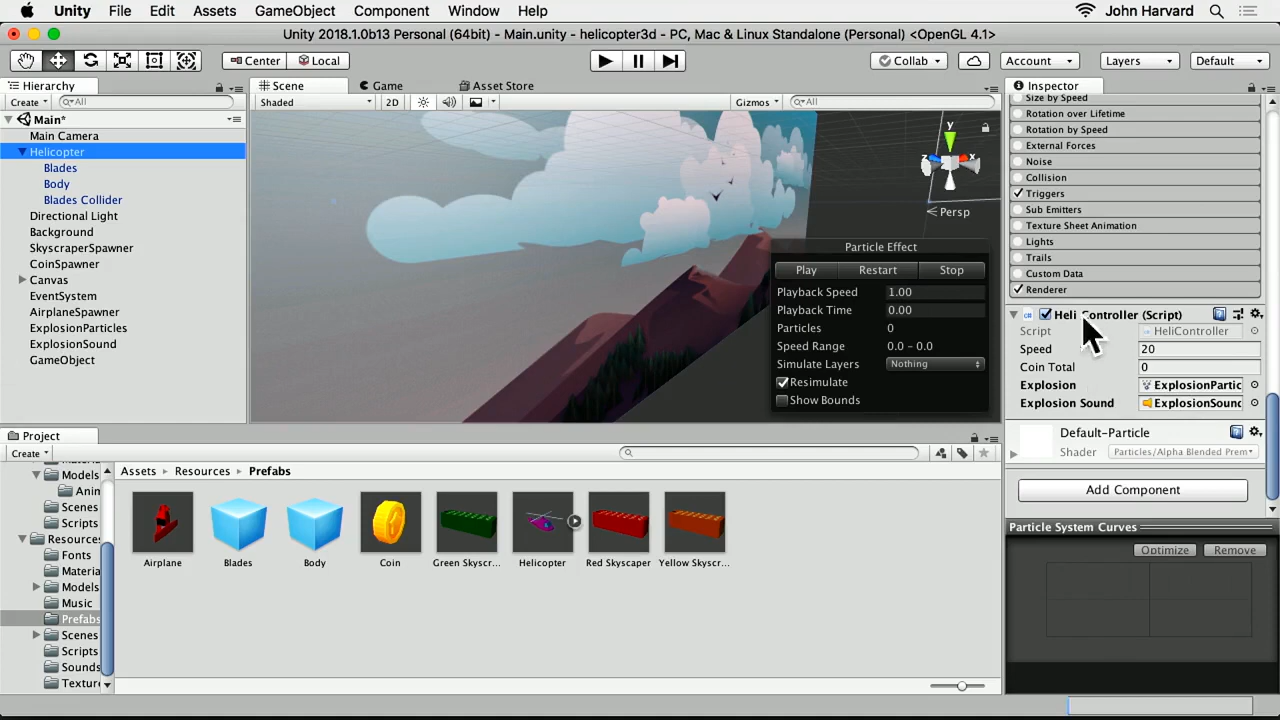 Unity File Edit Assets GameObject Component Window Help John Harvard
Unity 2018.1.0b13 Personal (64bit) - Main.unity - helicopter3d - PC, Mac & Linux Standalone (Personal) <OpenGL 4.1>
Center Local Collab Account Layers Default
Hierarchy
Create All
Main*
Main Camera
Helicopter
Blades
Body
Blades Collider
Directional Light
Background
SkyscraperSpawner
CoinSpawner
Canvas
EventSystem
AirplaneSpawner
ExplosionParticles
ExplosionSound
GameObject
Scene Game Asset Store
Shaded 2D Gizmos All
y
z x
Persp
Particle Effect
Play Restart Stop
Playback Speed 1.00
Playback Time 0.00
Particles 0
Speed Range 0.0 - 0.0
Simulate Layers Nothing
Resimulate
Show Bounds
Inspector
Size by Speed
Rotation over Lifetime
Rotation by Speed
External Forces
Noise
Collision
Triggers
Sub Emitters
Texture Sheet Animation
Lights
Trails
Custom Data
Renderer
Heli Controller (Script)
Script HeliController
Speed 20
Coin Total 0
Explosion ExplosionPartic
Explosion Sound ExplosionSound
Default-Particle
Shader Particles/Alpha Blended Prem
Add Component
Particle System Curves
Optimize Remove
Project
Create
Models
Anim
Scenes
Scripts
Resources
Fonts
Materia
Models
Music
Prefabs
Scenes
Scripts
Sounds
Textur
Assets Resources Prefabs
Airplane Blades Body Coin Green Skyscr... Helicopter Red Skyscaper Yellow Skyscr...